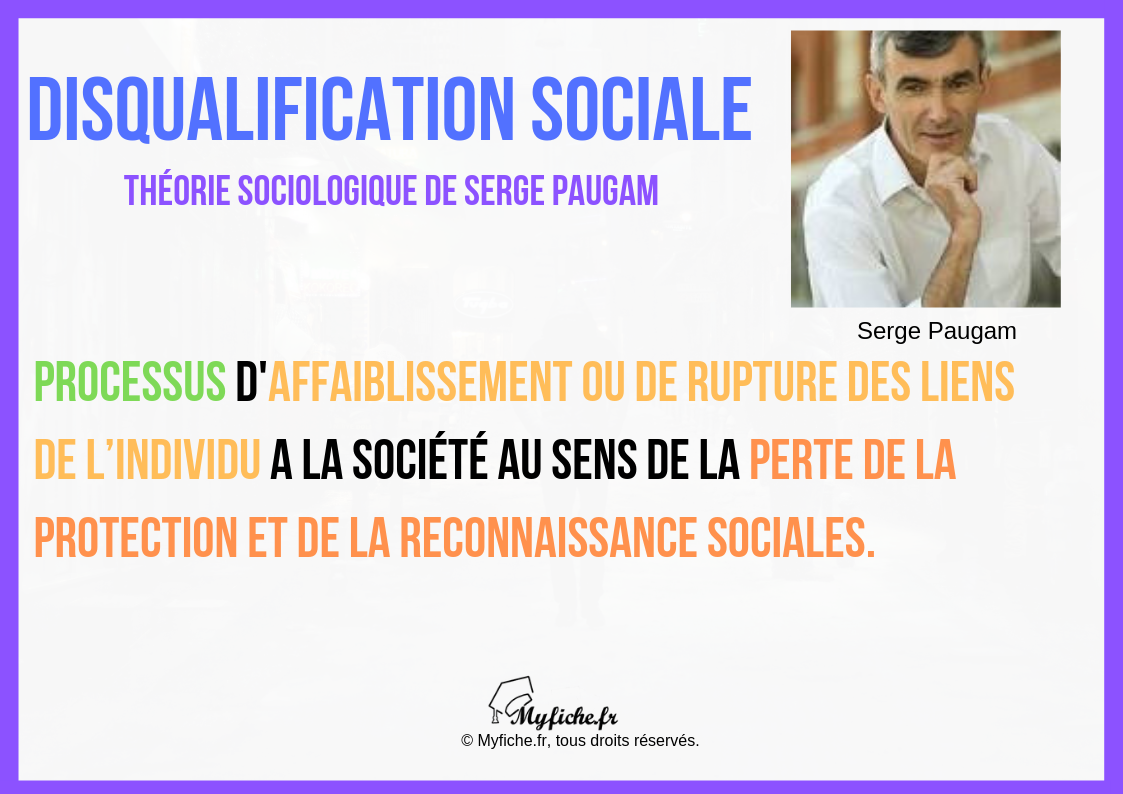 DISQUALIFICATION SOCIALE
THÉORIE SOCIOLOGIQUE DE SERGE PAUGAM
Serge Paugam
PROCESSUS D'AFFAIBLISSEMENT OU DE RUPTURE DES LIENS
DE L’INDIVIDU A LA SOCIÉTÉ AU SENS DE LA PERTE DE LA
PROTECTION ET DE LA RECONNAISSANCE SOCIALES.
Myfiche.fr
© Myfiche.fr, tous droits réservés.